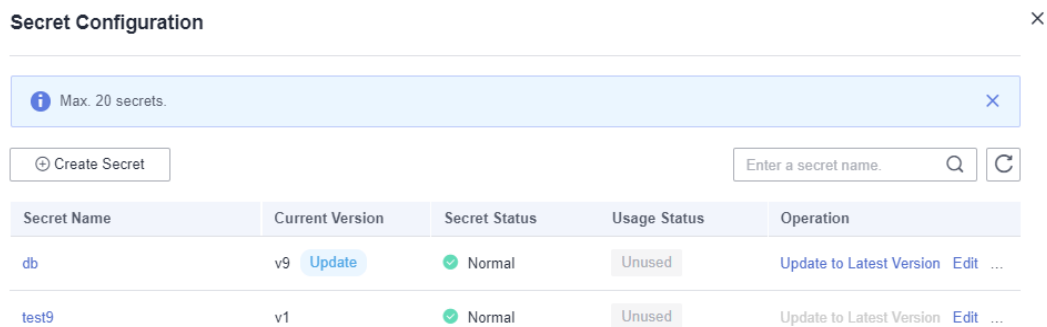 Secret Configuration
Max. 20 secrets.
Create Secret
Enter a secret name.
Secret Name Current Version Secret Status Usage Status Operation
db v9 Update Normal Unused Update to Latest Version Edit ...
test9 v1 Normal Unused Update to Latest Version Edit ...